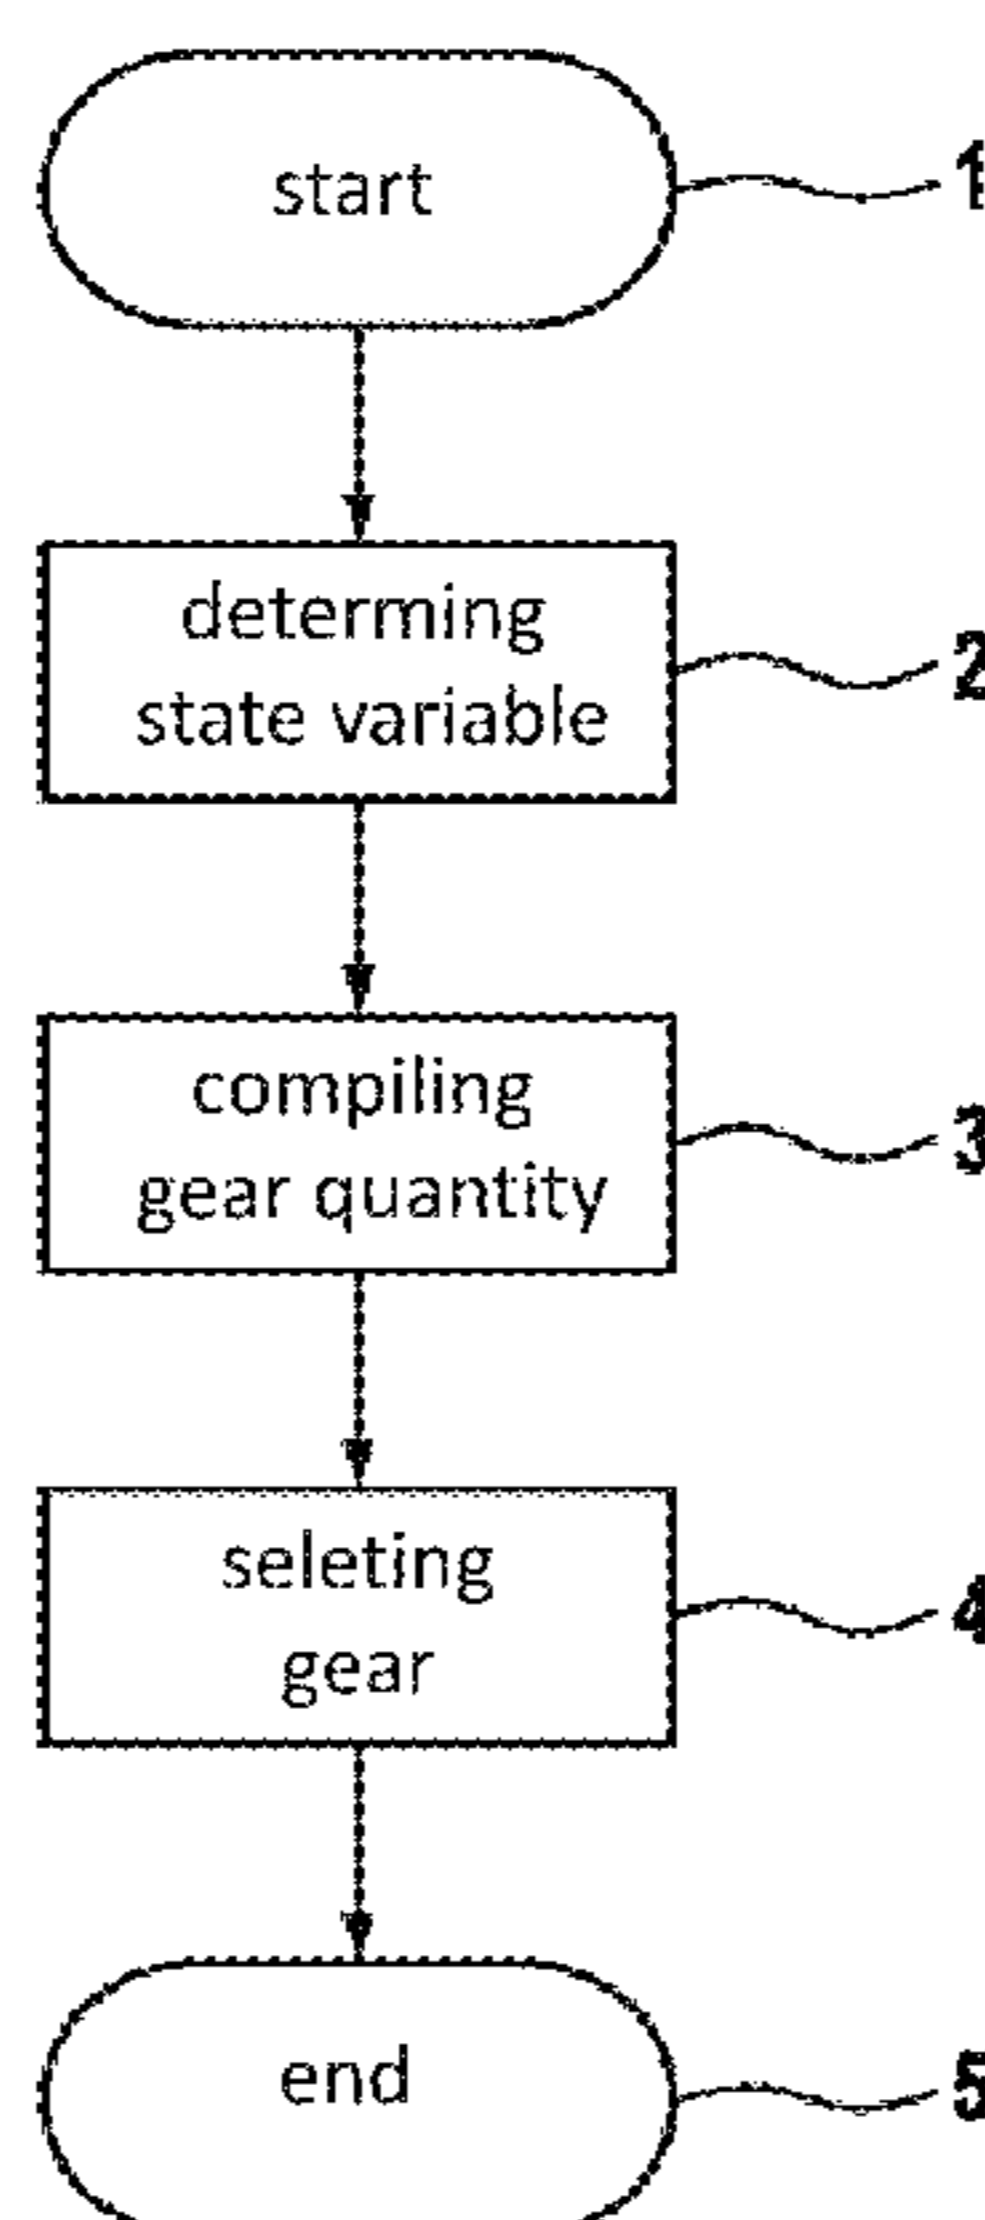 start
1
determing
state variable
2
compiling
gear quantity
3
seleting
gear
4
end
5